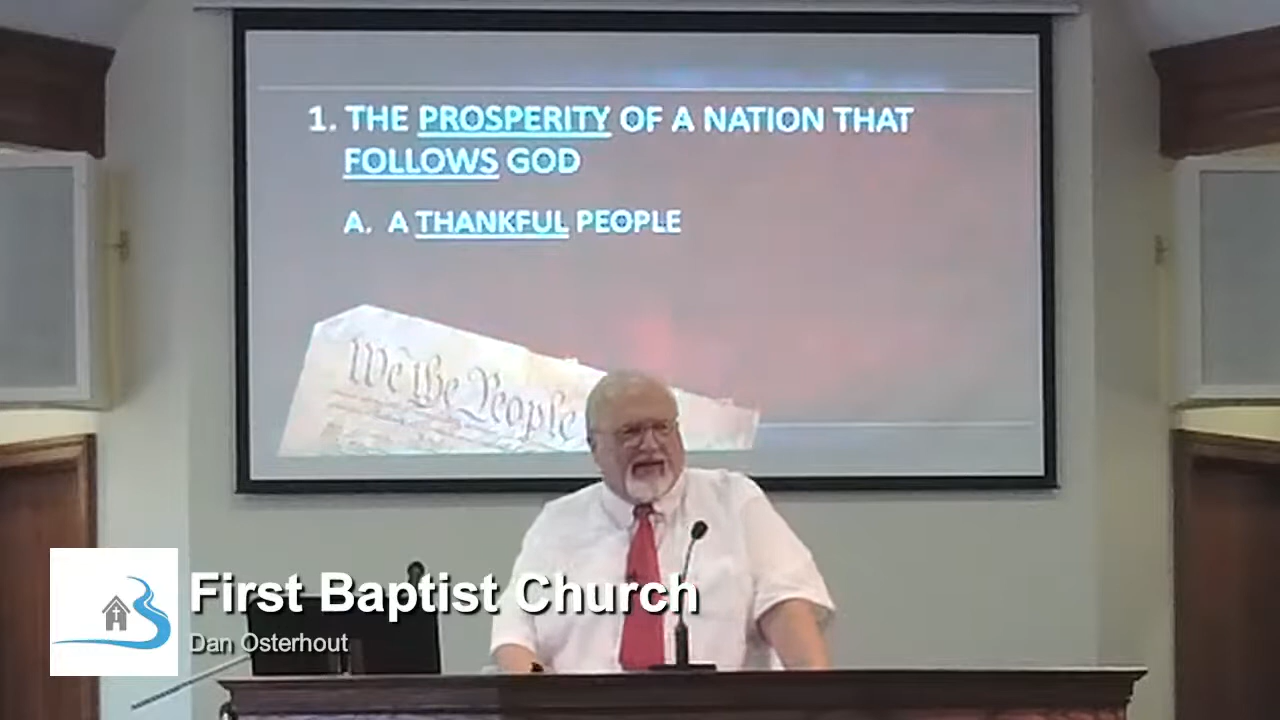 1. THE PROSPERITY OF A NATION THAT
FOLLOWS GOD
A. A THANKFUL PEOPLE
We the People
First Baptist Church
Dan Osterhout